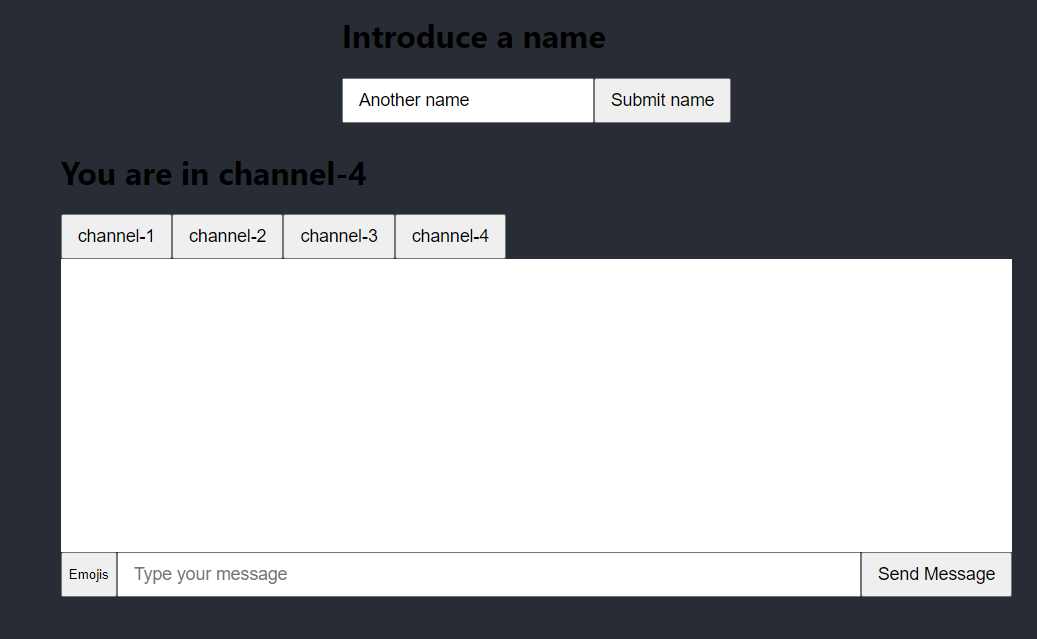 Introduce a name
Another name Submit name
You are in channel-4
channel-1 channel-2 channel-3 channel-4
Emojis Type your message Send Message